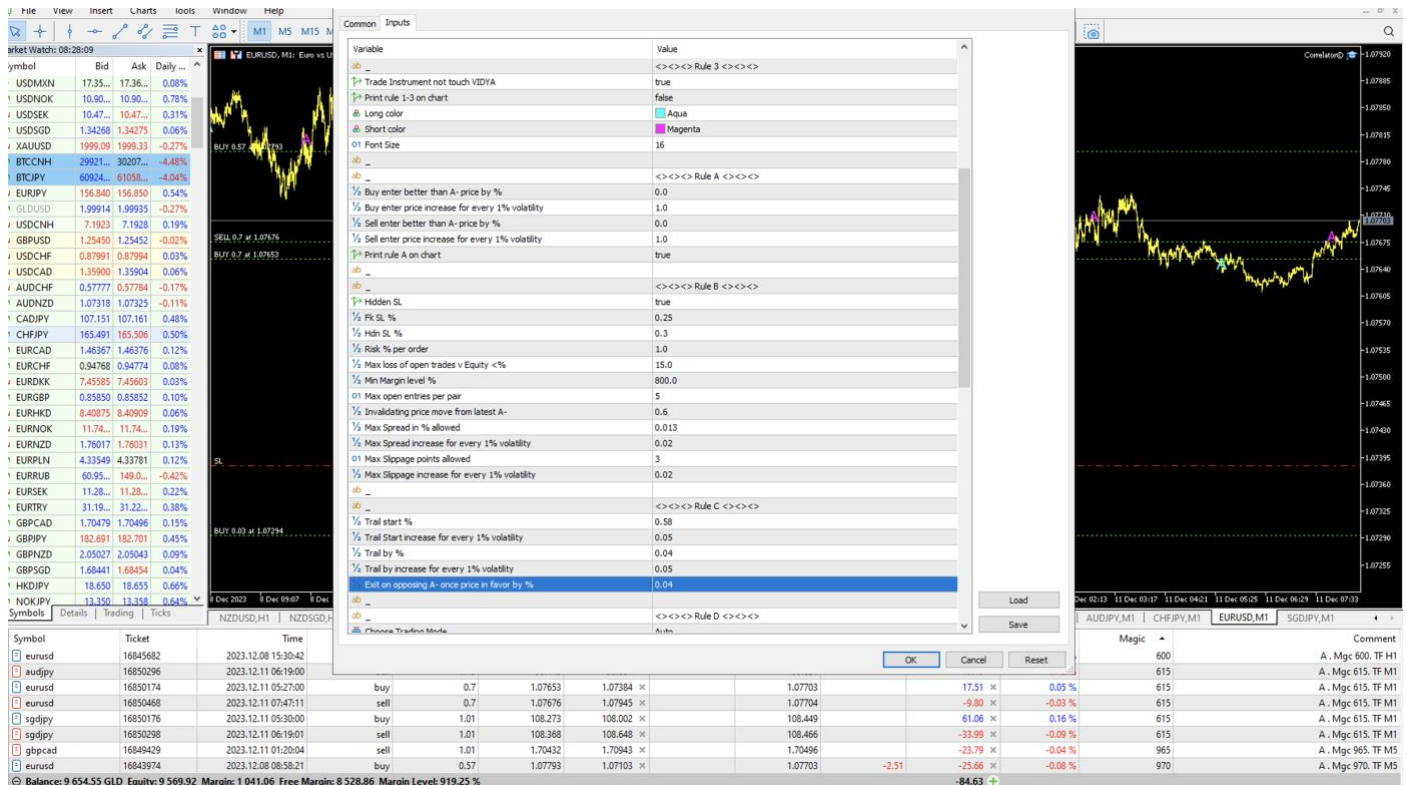 File View Insert Charts Tools Window Help
M1 M5 M15
Market Watch: 08:28:09
Symbol Bid Ask Daily ...
USDMXN 17.35... 17.36... 0.08%
USDNOK 10.90... 10.90... 0.78%
USDSEK 10.47... 10.47... 0.31%
USDSGD 1.34268 1.34275 0.06%
XAUUSD 1999.09 1999.33 -0.27%
BTCCNH 29921... 30207... -4.48%
BTCJPY 60924... 61058... -4.04%
EURJPY 156.840 156.850 0.54%
GLDUSD 1.99914 1.99935 -0.27%
USDCNH 7.1923 7.1928 0.19%
GBPUSD 1.25450 1.25452 -0.02%
USDCHF 0.87991 0.87994 0.03%
USDCAD 1.35900 1.35904 0.06%
AUDCHF 0.57777 0.57784 -0.17%
AUDNZD 1.07318 1.07325 -0.11%
CADJPY 107.151 107.161 0.48%
CHFJPY 165.491 165.506 0.50%
EURCAD 1.46367 1.46376 0.12%
EURCHF 0.94768 0.94774 0.08%
EURDKK 7.45585 7.45603 0.03%
EURGBP 0.85850 0.85852 0.10%
EURHKD 8.40875 8.40909 0.06%
EURNOK 11.74... 11.74... 0.19%
EURNZD 1.76017 1.76031 0.13%
EURPLN 4.33549 4.33781 0.12%
EURRUB 60.95... 149.0... -0.42%
EURSEK 11.28... 11.28... 0.22%
EURTRY 31.19... 31.22... 0.38%
GBPCAD 1.70479 1.70496 0.15%
GBPJPY 182.691 182.701 0.45%
GBPNZD 2.05027 2.05043 0.09%
GBPSGD 1.68441 1.68454 0.04%
HKDJPY 18.650 18.655 0.66%
NOKJPY 13.350 13.358 0.64%
Symbols Details Trading Ticks
EURUSD, M1: Euro vs U
BUY 0.57 at 1.07793
SELL 0.7 at 1.07676
BUY 0.7 at 1.07653
SL
BUY 0.03 at 1.07294
Common Inputs
Variable Value
_ <><><> Rule 3 <><><>
Trade Instrument not touch VIDYA true
Print rule 1-3 on chart false
Long color Aqua
Short color Magenta
Font Size 16
_
_ <><><> Rule A <><><>
Buy enter better than A- price by % 0.0
Buy enter price increase for every 1% volatility 1.0
Sell enter better than A- price by % 0.0
Sell enter price increase for every 1% volatility 1.0
Print rule A on chart true
_
_ <><><> Rule B <><><>
Hidden SL true
Fk SL % 0.25
Hdn SL % 0.3
Risk % per order 1.0
Max loss of open trades v Equity <% 15.0
Min Margin level % 800.0
Max open entries per pair 5
Invalidating price move from latest A- 0.6
Max Spread in % allowed 0.013
Max Spread increase for every 1% volatility 0.02
Max Slippage points allowed 3
Max Slippage increase for every 1% volatility 0.02
_
_ <><><> Rule C <><><>
Trail start % 0.58
Trail Start increase for every 1% volatility 0.05
Trail by % 0.04
Trail by increase for every 1% volatility 0.05
Exit on opposing A- once price in favor by % 0.04
_
_ <><><> Rule D <><><>
Choose Trading Mode Auto
Load
Save
OK Cancel Reset
Correlator©
1.07920
1.07885
1.07850
1.07815
1.07780
1.07745
1.07710
1.07703
1.07675
1.07640
1.07605
1.07570
1.07535
1.07500
1.07465
1.07430
1.07395
1.07360
1.07325
1.07290
1.07255
8 Dec 2023 8 Dec 09:07 8 Dec
Dec 02:13 11 Dec 03:17 11 Dec 04:21 11 Dec 05:25 11 Dec 06:29 11 Dec 07:33
NZDUSD,H1 NZDSGD,H
AUDJPY,M1 CHFJPY,M1 EURUSD,M1 SGDJPY,M1
Symbol Ticket Time Magic Comment
eurusd 16845682 2023.12.08 15:30:42 600 A . Mgc 600. TF H1
audjpy 16850296 2023.12.11 06:19:00 615 A . Mgc 615. TF M1
eurusd 16850174 2023.12.11 05:27:00 buy 0.7 1.07653 1.07384 1.07703 17.51 0.05 % 615 A . Mgc 615. TF M1
eurusd 16850468 2023.12.11 07:47:11 sell 0.7 1.07676 1.07945 1.07704 -9.80 -0.03 % 615 A . Mgc 615. TF M1
sgdjpy 16850176 2023.12.11 05:30:00 buy 1.01 108.273 108.002 108.449 61.06 0.16 % 615 A . Mgc 615. TF M1
sgdjpy 16850298 2023.12.11 06:19:01 sell 1.01 108.368 108.648 108.466 -33.99 -0.09 % 615 A . Mgc 615. TF M1
gbpcad 16849429 2023.12.11 01:20:04 sell 1.01 1.70432 1.70943 1.70496 -23.79 -0.04 % 965 A . Mgc 965. TF M5
eurusd 16843974 2023.12.08 08:58:21 buy 0.57 1.07793 1.07103 1.07703 -2.51 -25.66 -0.08 % 970 A . Mgc 970. TF M5
Balance: 9 654.55 GLD Equity: 9 569.92 Margin: 1 041.06 Free Margin: 8 528.86 Margin Level: 919.25 % -84.63